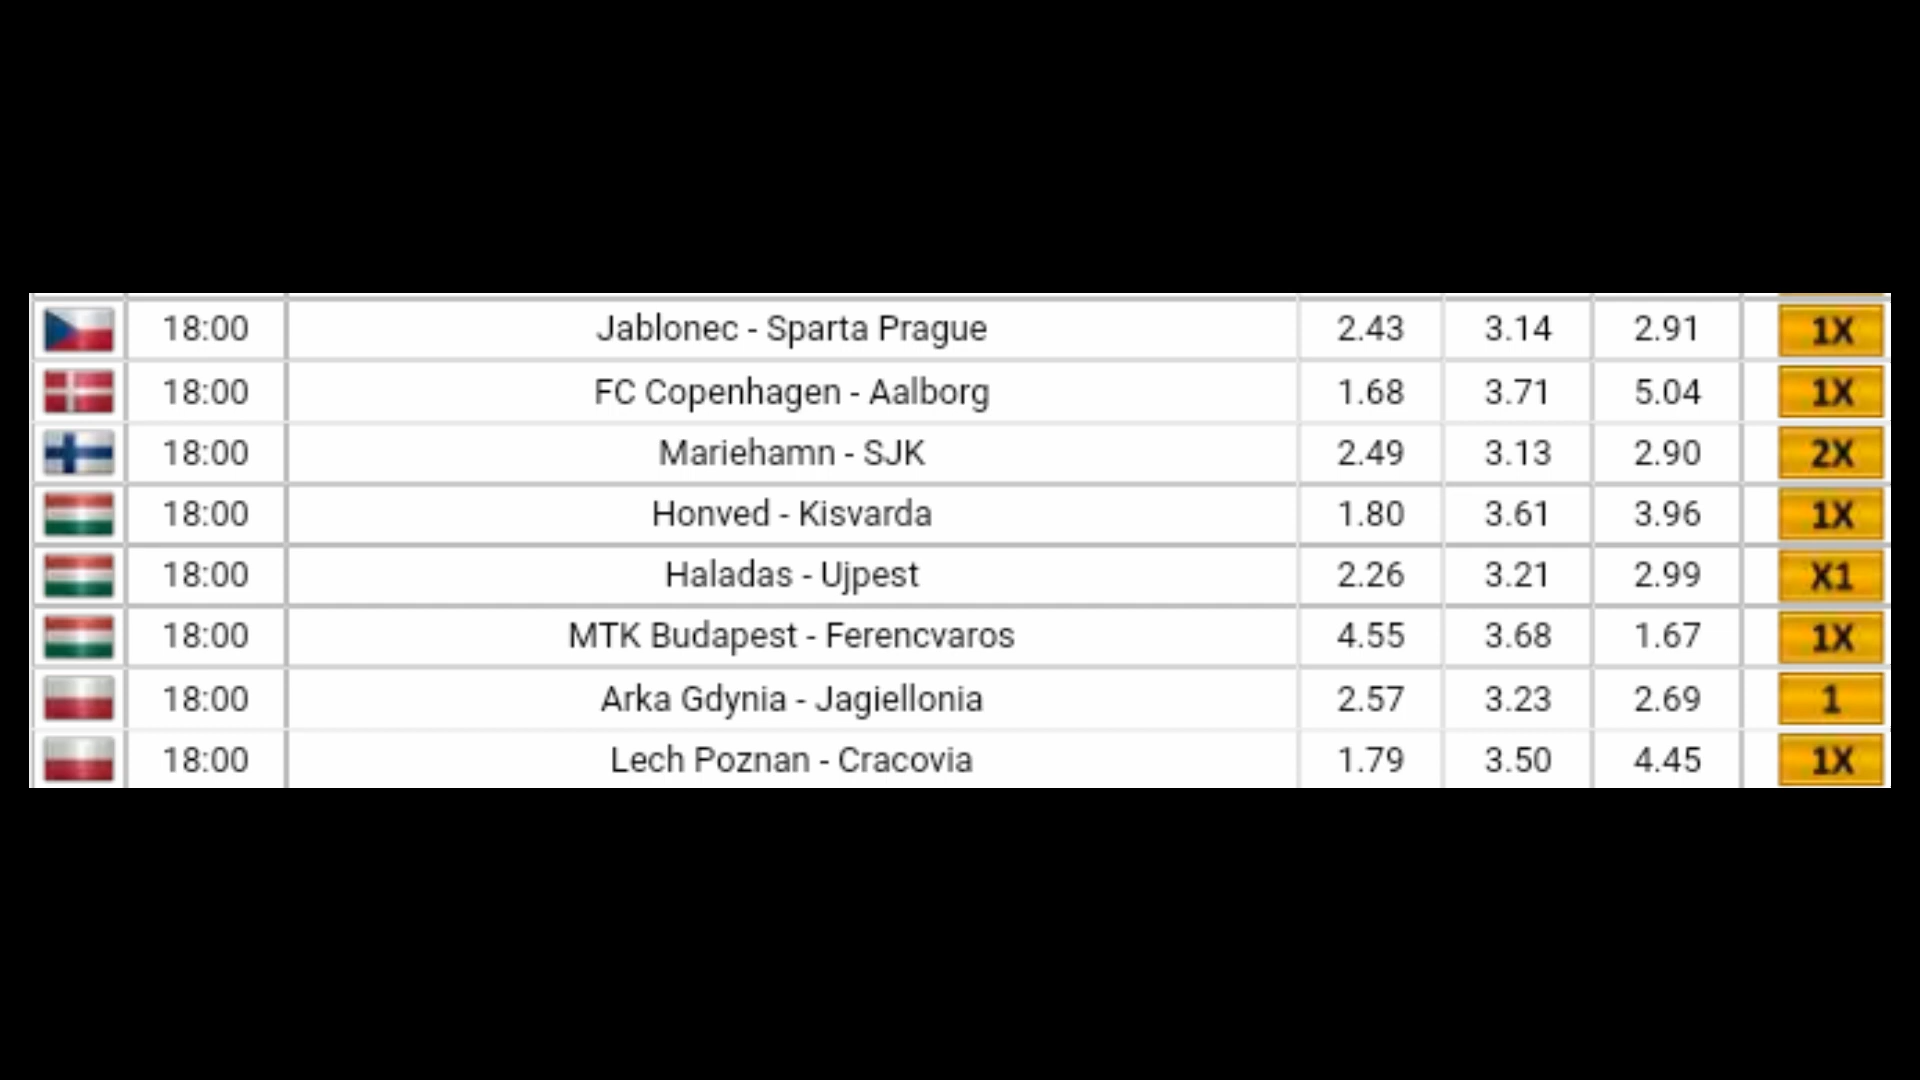 18:00 Jablonec - Sparta Prague 2.43 3.14 2.91 1X
18:00 FC Copenhagen - Aalborg 1.68 3.71 5.04 1X
18:00 Mariehamn - SJK 2.49 3.13 2.90 2X
18:00 Honved - Kisvarda 1.80 3.61 3.96 1X
18:00 Haladas - Ujpest 2.26 3.21 2.99 X1
18:00 MTK Budapest - Ferencvaros 4.55 3.68 1.67 1X
18:00 Arka Gdynia - Jagiellonia 2.57 3.23 2.69 1
18:00 Lech Poznan - Cracovia 1.79 3.50 4.45 1X